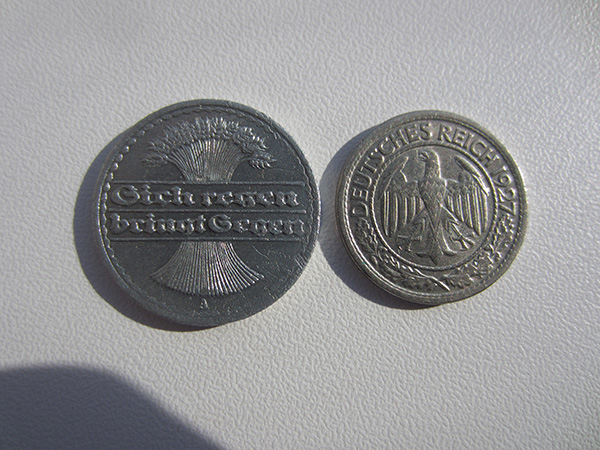 Sich regen
bringt Segen
A
DEUTSCHES REICH 1927